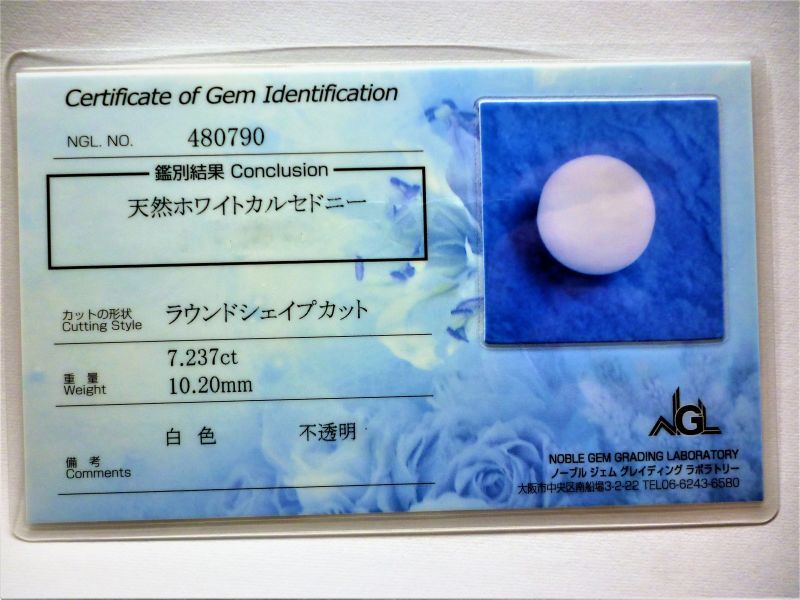 Certificate of Gem Identification
NGL. NO. 480790
鑑別結果 Conclusion
天然ホワイトカルセドニー
カットの形状
Cutting Style
ラウンドシェイプカット
7.237ct
重量
Weight
10.20mm
白色 不透明
備考
Comments
NGL
NOBLE GEM GRADING LABORATORY
ノーブル ジェム グレイディング ラボラトリー
大阪市中央区南船場3-2-22 TEL06-6243-6580